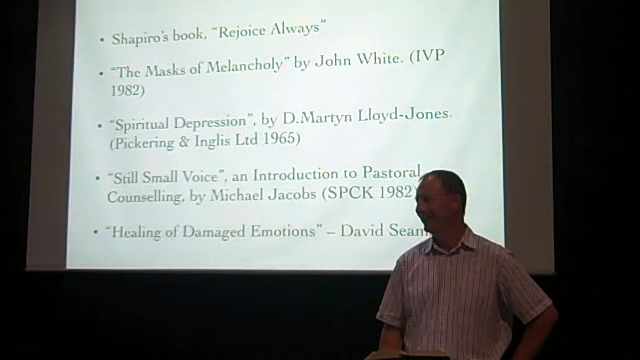 • Shapiro's book, "Rejoice Always"
• "The Masks of Melancholy" by John White. (IVP
1982)
• "Spiritual Depression", by D.Martyn Lloyd-Jones.
(Pickering & Inglis Ltd 1965)
• "Still Small Voice", an Introduction to Pastoral
Counselling, by Michael Jacobs (SPCK 1982)
• "Healing of Damaged Emotions" – David Seam